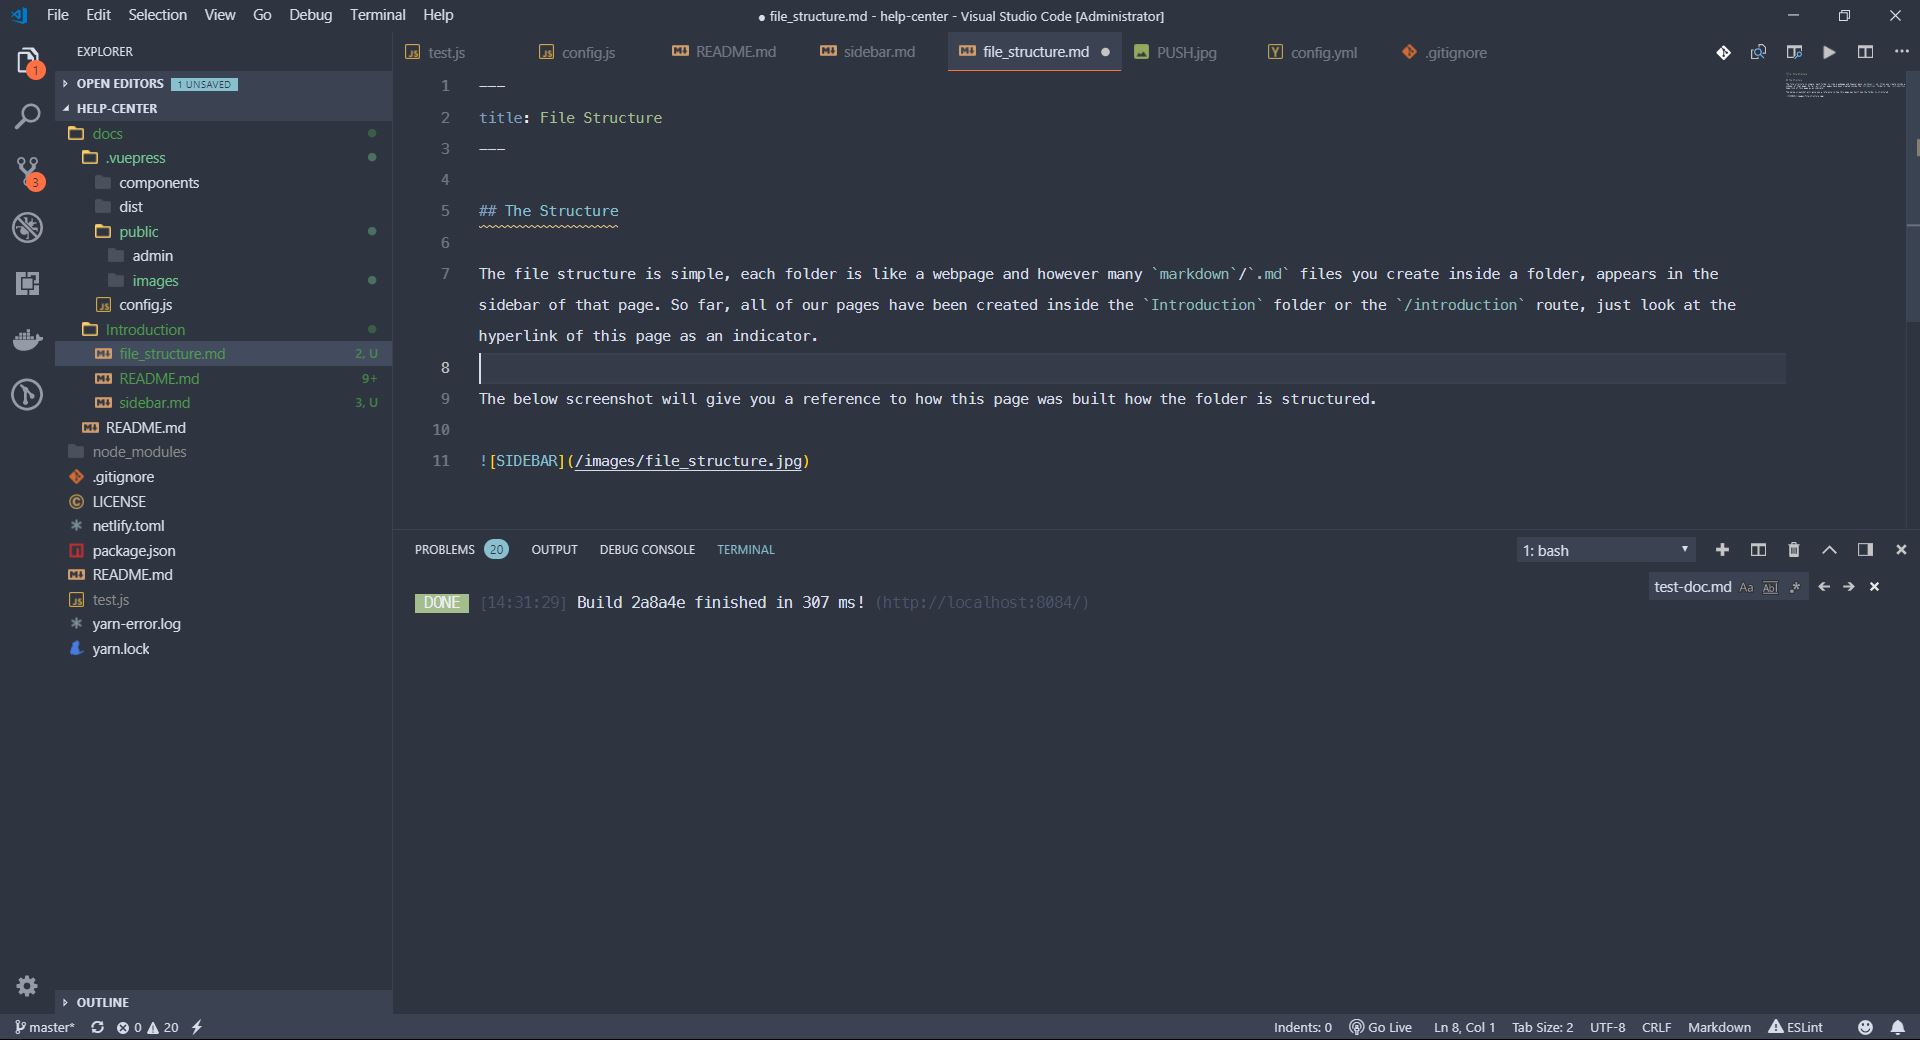 File Edit Selection View Go Debug Terminal Help
● file_structure.md - help-center - Visual Studio Code [Administrator]
EXPLORER
test.js config.js README.md sidebar.md file_structure.md PUSH.jpg config.yml .gitignore
1
3
OPEN EDITORS 1 UNSAVED
HELP-CENTER
docs
.vuepress
components
dist
public
admin
images
config.js
Introduction
file_structure.md 2, U
README.md 9+
sidebar.md 3, U
README.md
node_modules
.gitignore
LICENSE
netlify.toml
package.json
README.md
test.js
yarn-error.log
yarn.lock
OUTLINE
1 ---
2 title: File Structure
3 ---
4
5 ## The Structure
6
7 The file structure is simple, each folder is like a webpage and however many `markdown`/`.md` files you create inside a folder, appears in the
sidebar of that page. So far, all of our pages have been created inside the `Introduction` folder or the `/introduction` route, just look at the
hyperlink of this page as an indicator.
8
9 The below screenshot will give you a reference to how this page was built how the folder is structured.
10
11 ![SIDEBAR](/images/file_structure.jpg)
PROBLEMS 20 OUTPUT DEBUG CONSOLE TERMINAL
1: bash
test-doc.md Aa Abl .*
DONE [14:31:29] Build 2a8a4e finished in 307 ms! (http://localhost:8084/)
master* 0 20
Indents: 0 Go Live Ln 8, Col 1 Tab Size: 2 UTF-8 CRLF Markdown ESLint